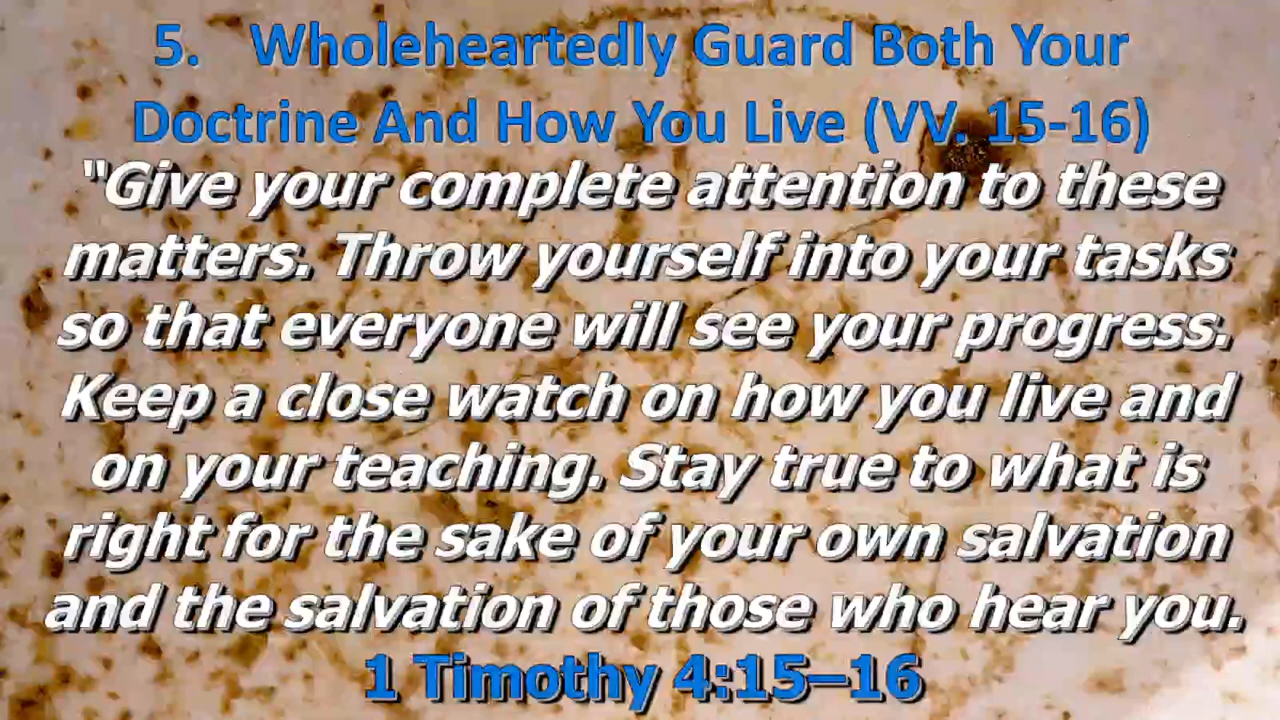 5. Wholeheartedly Guard Both Your
Doctrine And How You Live (VV. 15-16)
"Give your complete attention to these
matters. Throw yourself into your tasks
so that everyone will see your progress.
Keep a close watch on how you live and
on your teaching. Stay true to what is
right for the sake of your own salvation
and the salvation of those who hear you.
1 Timothy 4:15–16